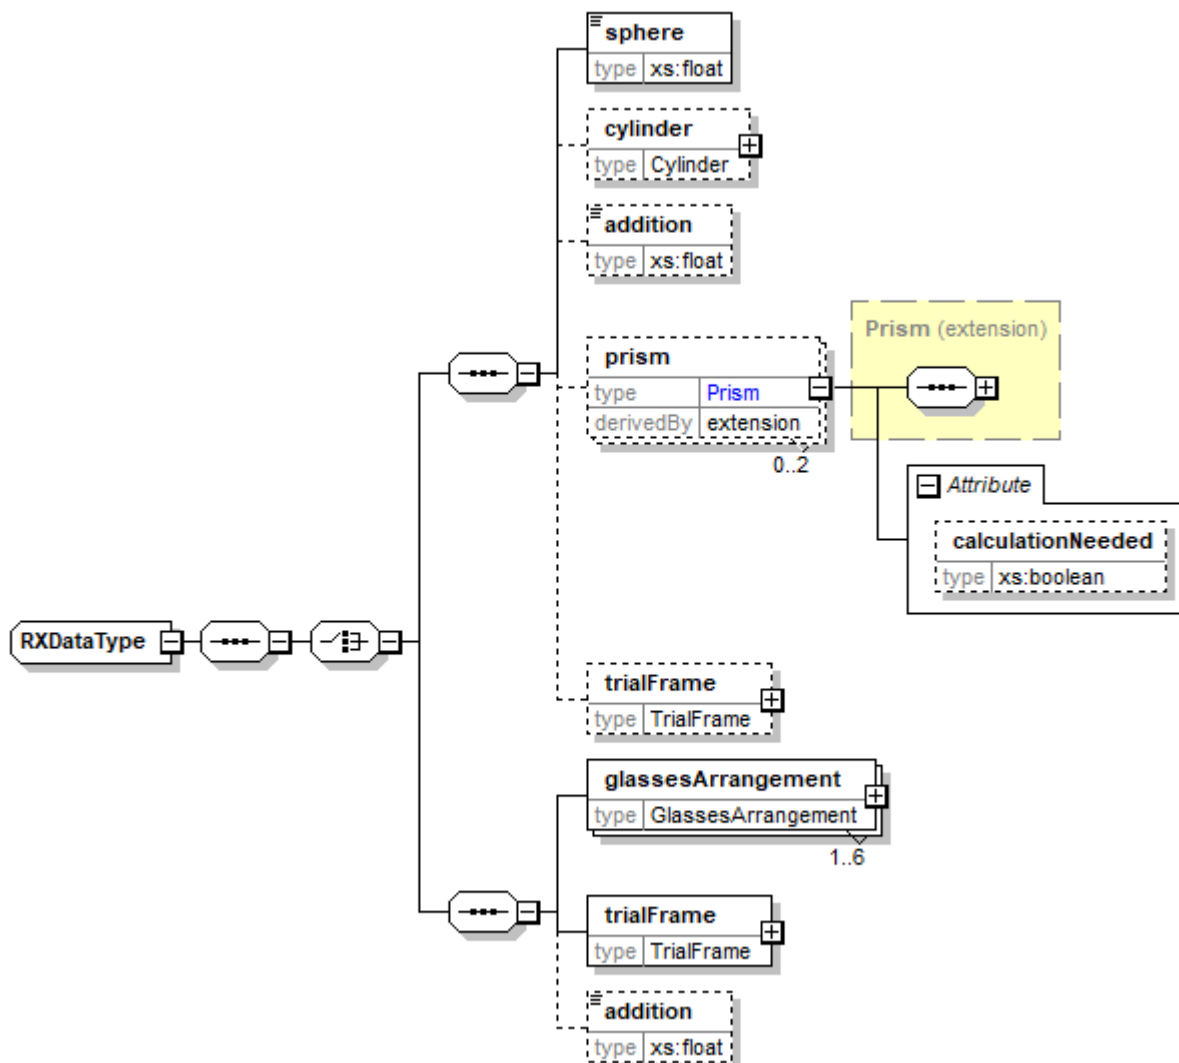 sphere
type xs:float
cylinder
type Cylinder
addition
type xs:float
Prism (extension)
prism
type Prism
derivedBy extension
0..2
Attribute
calculationNeeded
type xs:boolean
RXDataType
trialFrame
type TrialFrame
glassesArrangement
type GlassesArrangement
1..6
trialFrame
type TrialFrame
addition
type xs:float